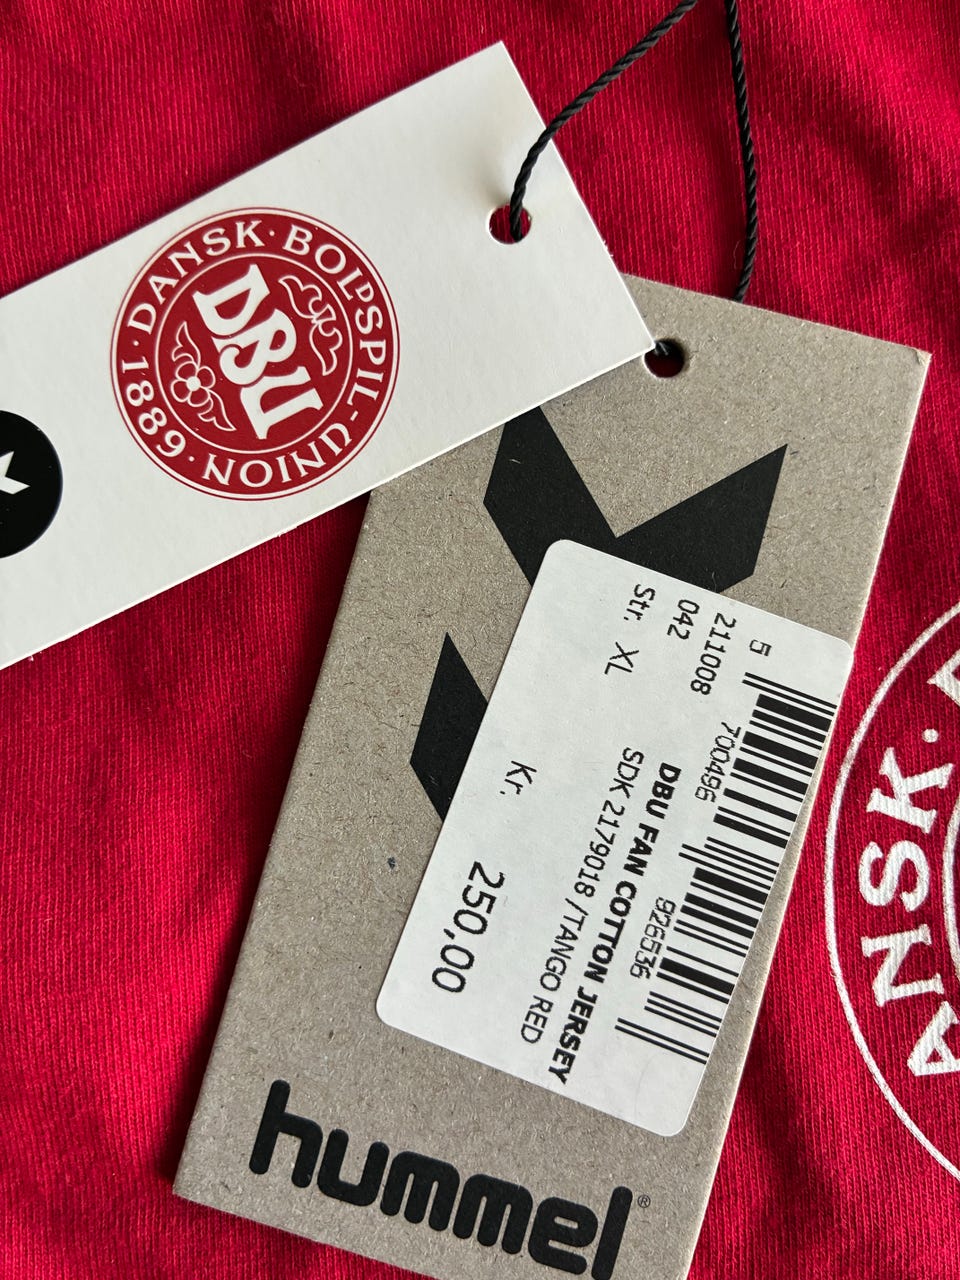 DANSK · BOLDSPIL-UNION · 1889 ·
DBU
5 700496 926536
211008
DBU FAN COTTON JERSEY
042
SDK 2179018 /TANGO RED
Str. XL
Kr. 250,00
hummel®
ANSK ·